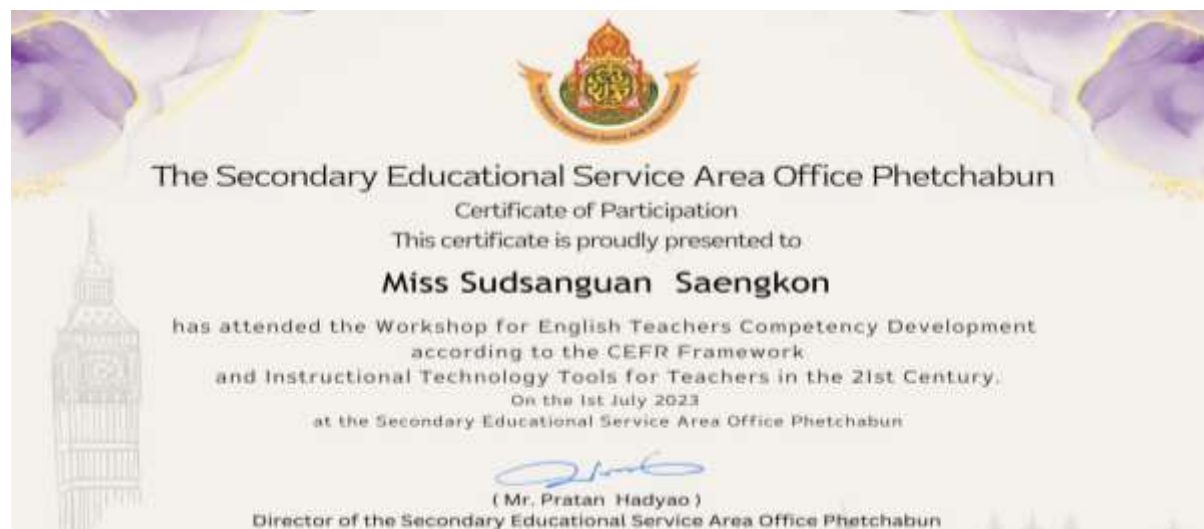 The Secondary Educational Service Area Office Phetchabun
Certificate of Participation
This certificate is proudly presented to
Miss Sudsanguan Saengkon
has attended the Workshop for English Teachers Competency Development
according to the CEFR Framework
and Instructional Technology Tools for Teachers in the 21st Century.
On the 1st July 2023
at the Secondary Educational Service Area Office Phetchabun
( Mr. Pratan Hadyao )
Director of the Secondary Educational Service Area Office Phetchabun